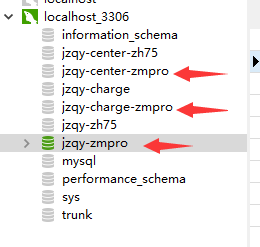 localhost_3306
information_schema
jzqy-center-zh75
jzqy-center-zmpro
jzqy-charge
jzqy-charge-zmpro
jzqy-zh75
jzqy-zmpro
mysql
performance_schema
sys
trunk